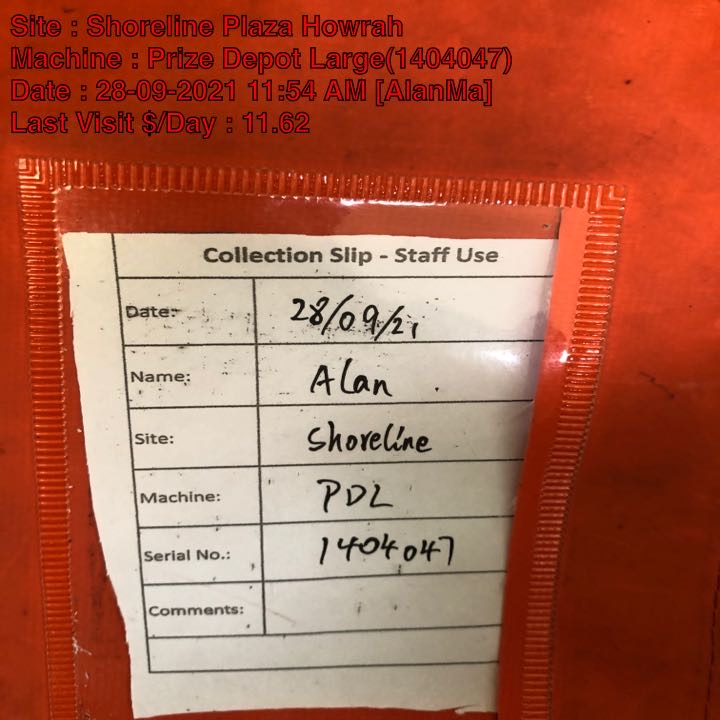 Site : Shoreline Plaza Howrah
Machine : Prize Depot Large(1404047)
Date : 28-09-2021 11:54 AM [AlanMa]
Last Visit $/Day : 11.62
Collection Slip - Staff Use
Date: 28/09/21
Name: Alan
Site: Shoreline
Machine: PDL
Serial No.: 1404047
Comments: